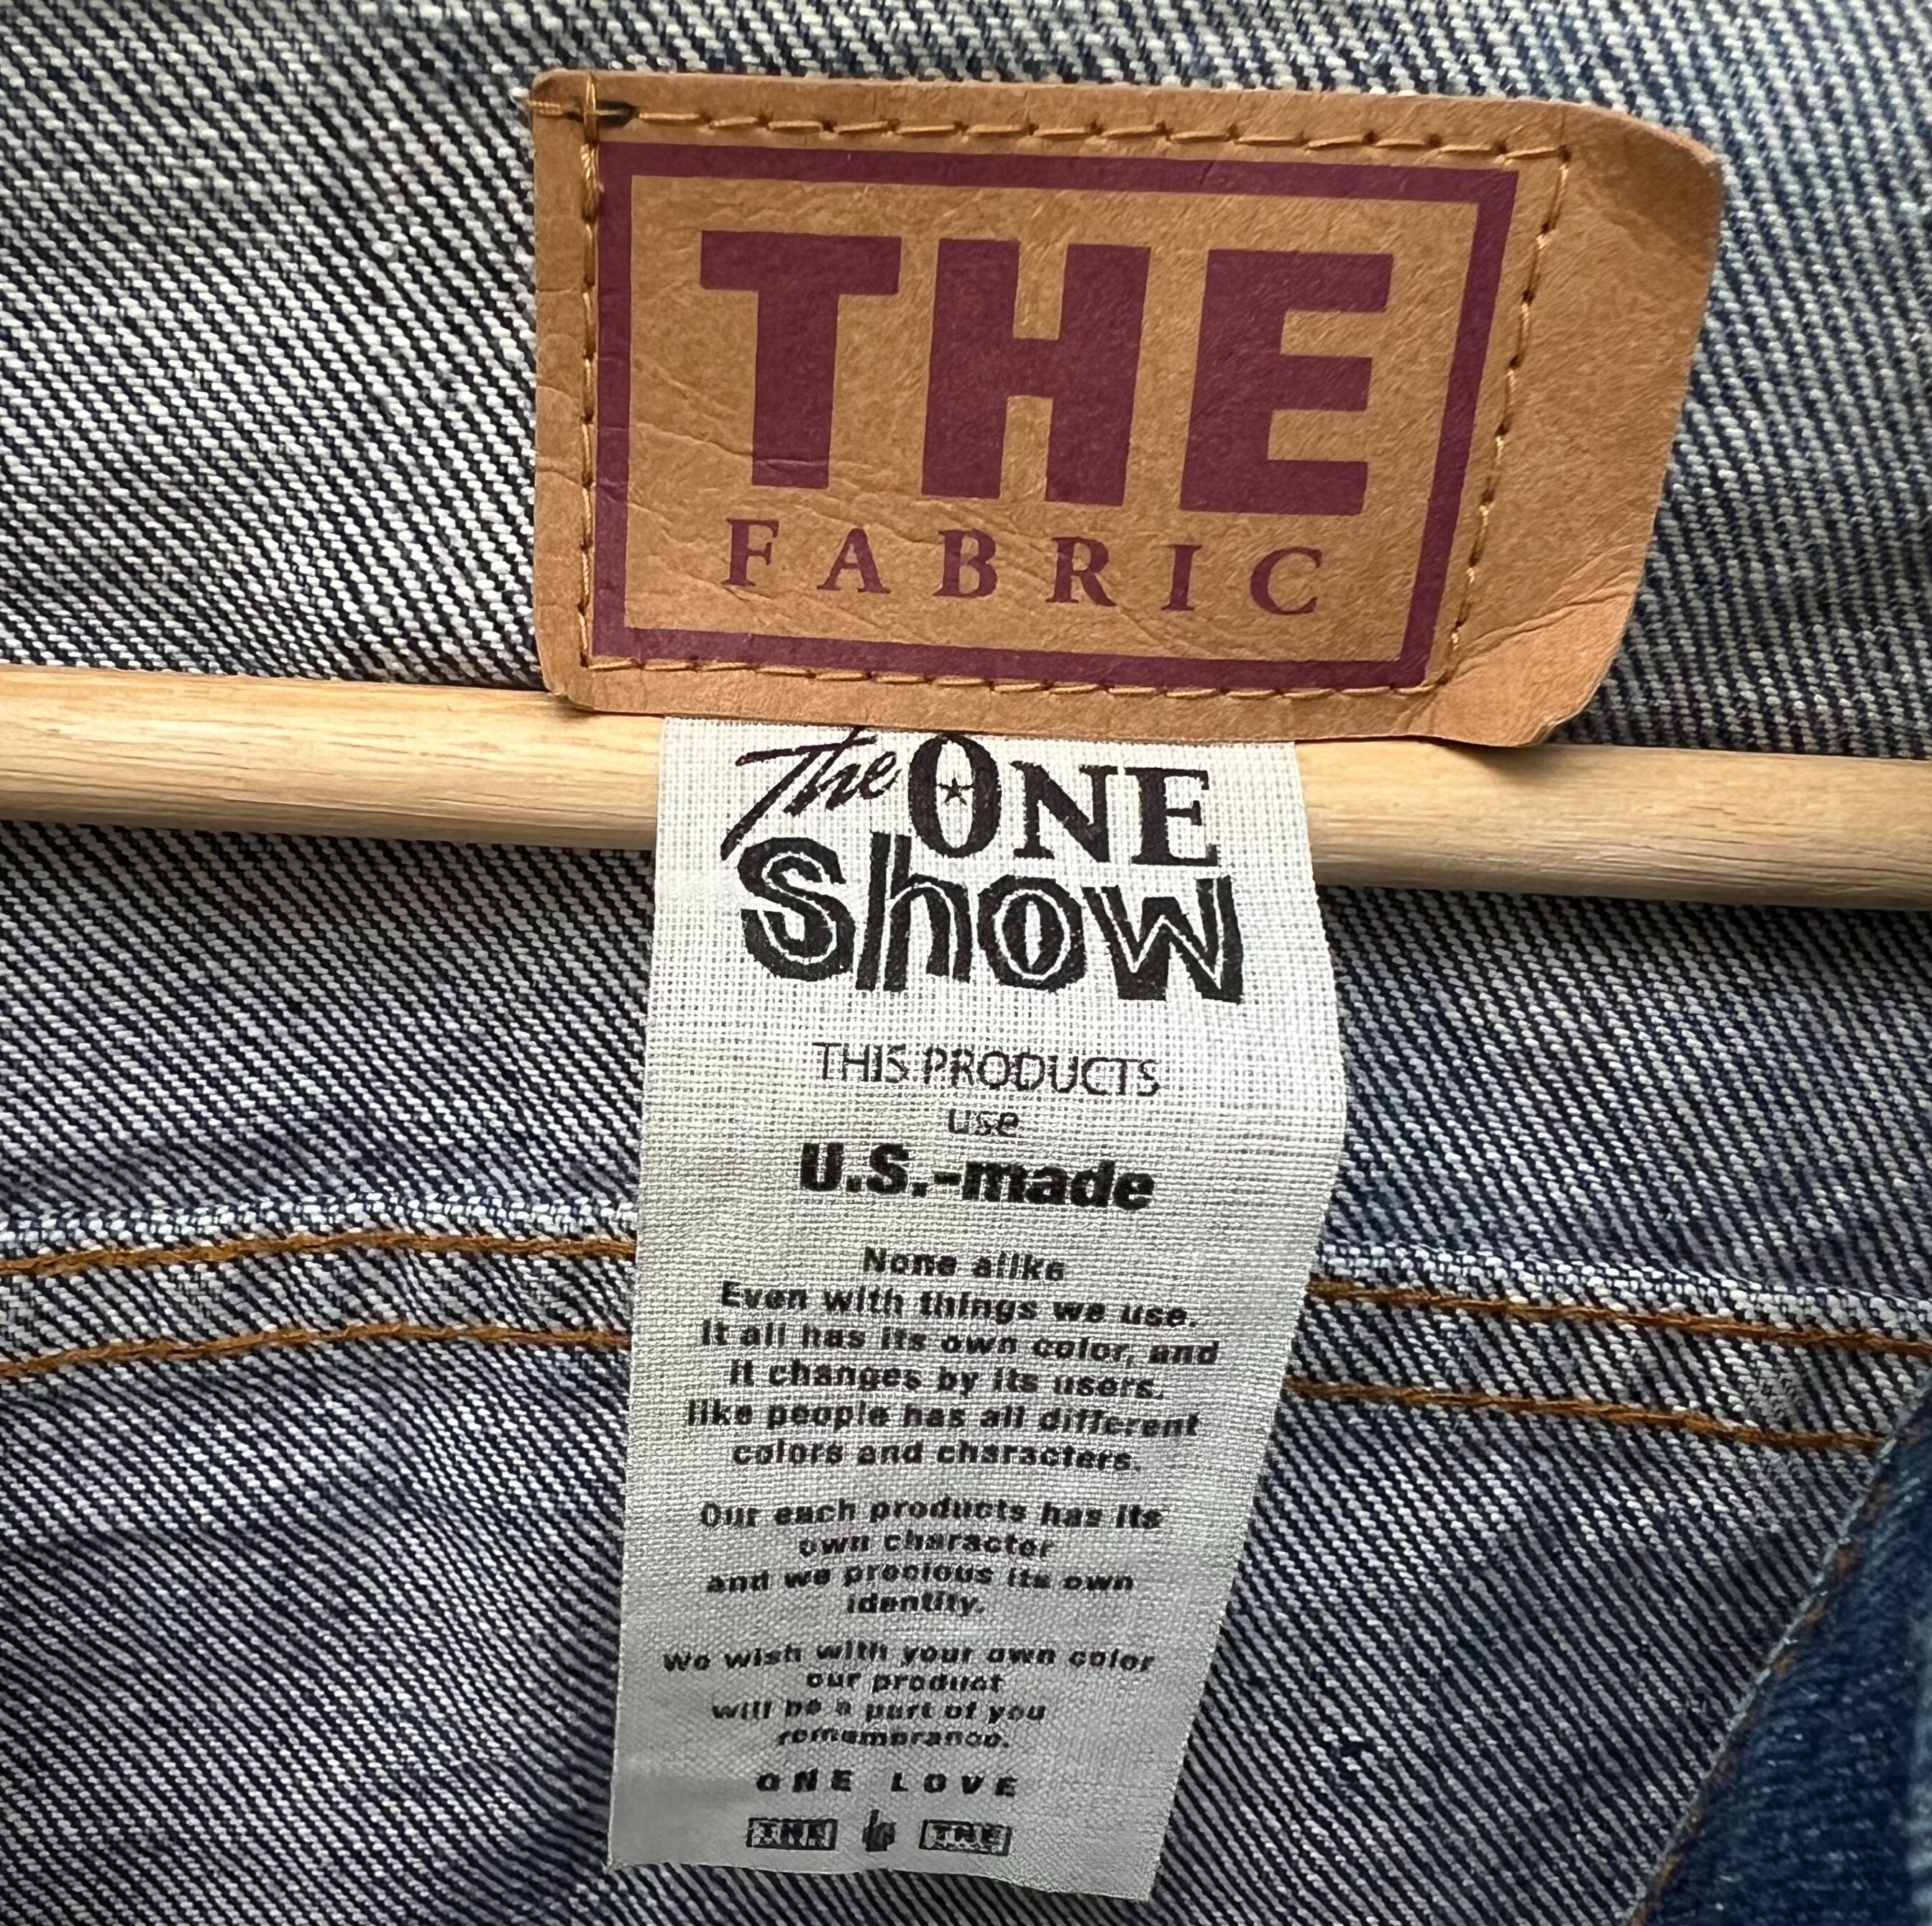 THE
FABRIC
The ONE
Show
THIS PRODUCTS
use
U.S.-made
None alike
Even with things we use.
It all has its own color, and
it changes by its users.
like people has all different
colors and characters.
Our each products has its
own character
and we precious its own
identity.
We wish with your own color
our product
will be a part of you
remembrance.
ONE LOVE
THE is THE